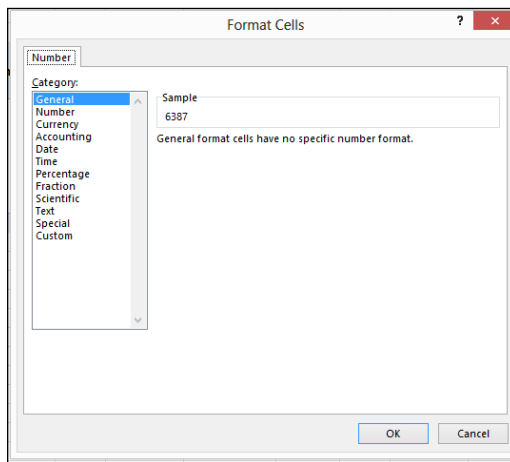 Format Cells
?
Number
Category:
General
Number
Currency
Accounting
Date
Time
Percentage
Fraction
Scientific
Text
Special
Custom
Sample
6387
General format cells have no specific number format.
OK
Cancel